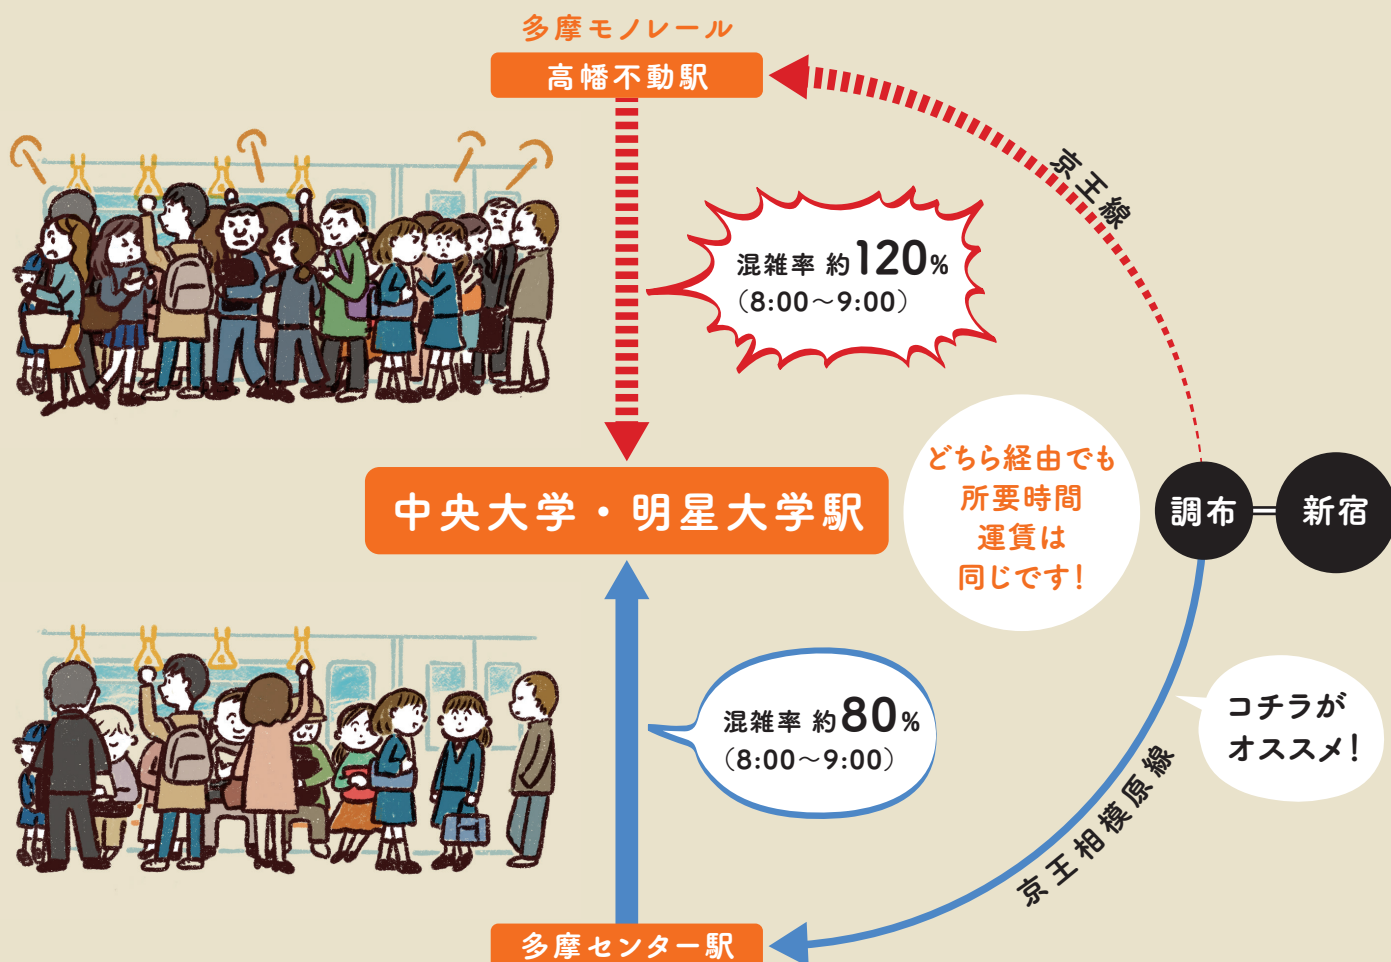 多摩モノレール
高幡不動駅
京王線
混雑率 約120%
（8:00〜9:00）
どちら経由でも
所要時間
運賃は
同じです！
中央大学・明星大学駅
調布
新宿
混雑率 約80%
（8:00〜9:00）
コチラが
オススメ！
京王相模原線
多摩センター駅